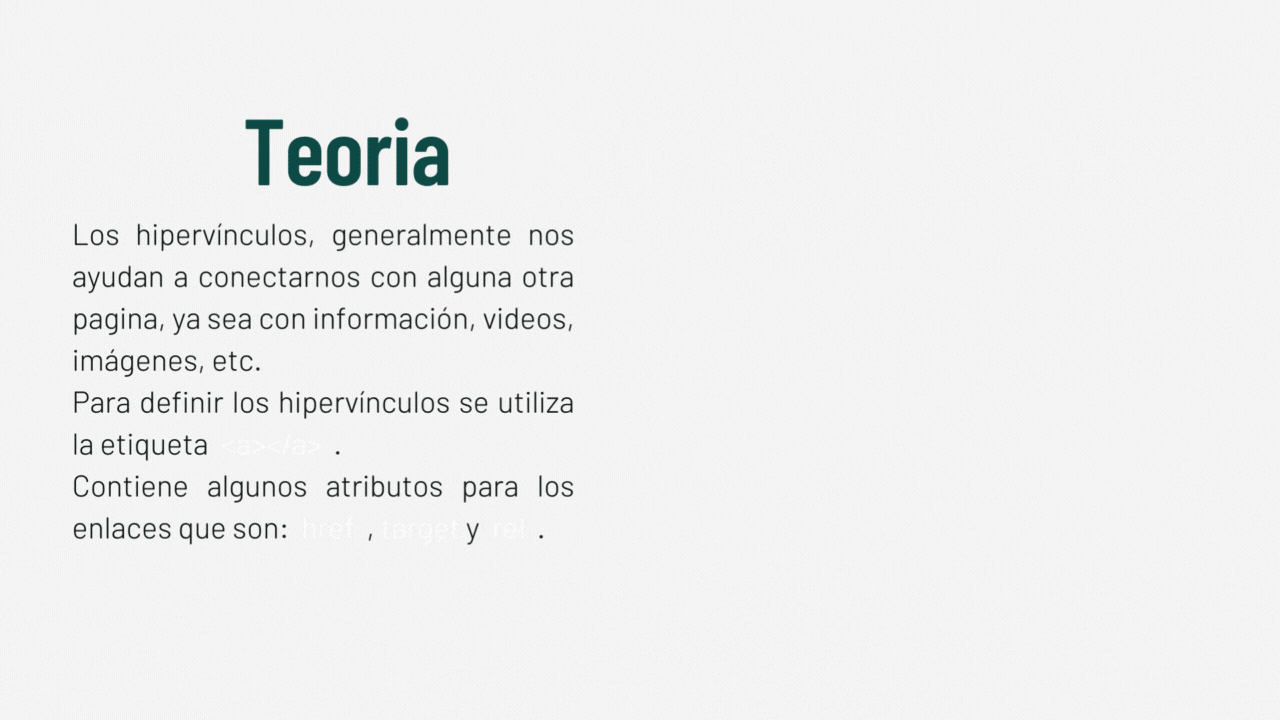 Teoria
Los hipervínculos, generalmente nos
ayudan a conectarnos con alguna otra
pagina, ya sea con información, videos,
imágenes, etc.
Para definir los hipervínculos se utiliza
la etiqueta <a></a> .
Contiene algunos atributos para los
enlaces que son: href , target y rel .